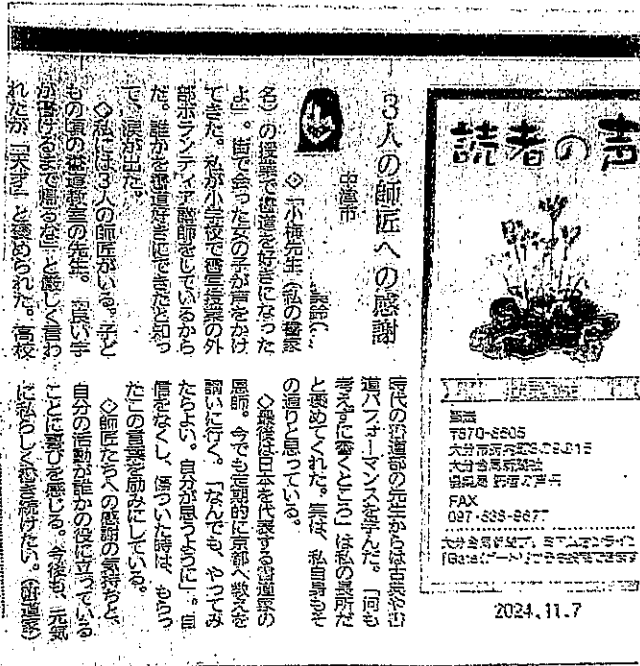 読者の声
3人の師匠への感謝
中津市
◇「小梅先生(私の書家
名)の授業で書道を好きになった
よ」。街で会った女の子が声をかけ
てきた。私が小学校で書写授業の外
部ボランティア講師をしているから
だ。誰かを書道好きにできたと知っ
て、涙が出た。
◇私には3人の師匠がいる。子ど
もの頃の書道教室の先生。「良い字
が書けるまで帰るな」と厳しく言わ
れたが「天才」と褒められた。高校
時代の書道部の先生からは古典や書
道パフォーマンスを学んだ。「何も
考えずに書くところ」は私の長所だ
と褒めてくれた。実は、私自身もそ
の通りと思っている。
◇最後は日本を代表する書道家の
恩師。今でも定期的に京都へ教えを
請いに行く。「なんでも、やってみ
たらよい。自分が思うように」。自
信をなくし、傷ついた時は、もらっ
たこの言葉を励みにしている。
◇師匠たちへの感謝の気持ちと、
自分の活動が誰かの役に立っている
ことに喜びを感じる。今後も、元気
に私らしく書き続けたい。(書道家)
〒870-8605
大分合同新聞社
FAX
2024.11.7